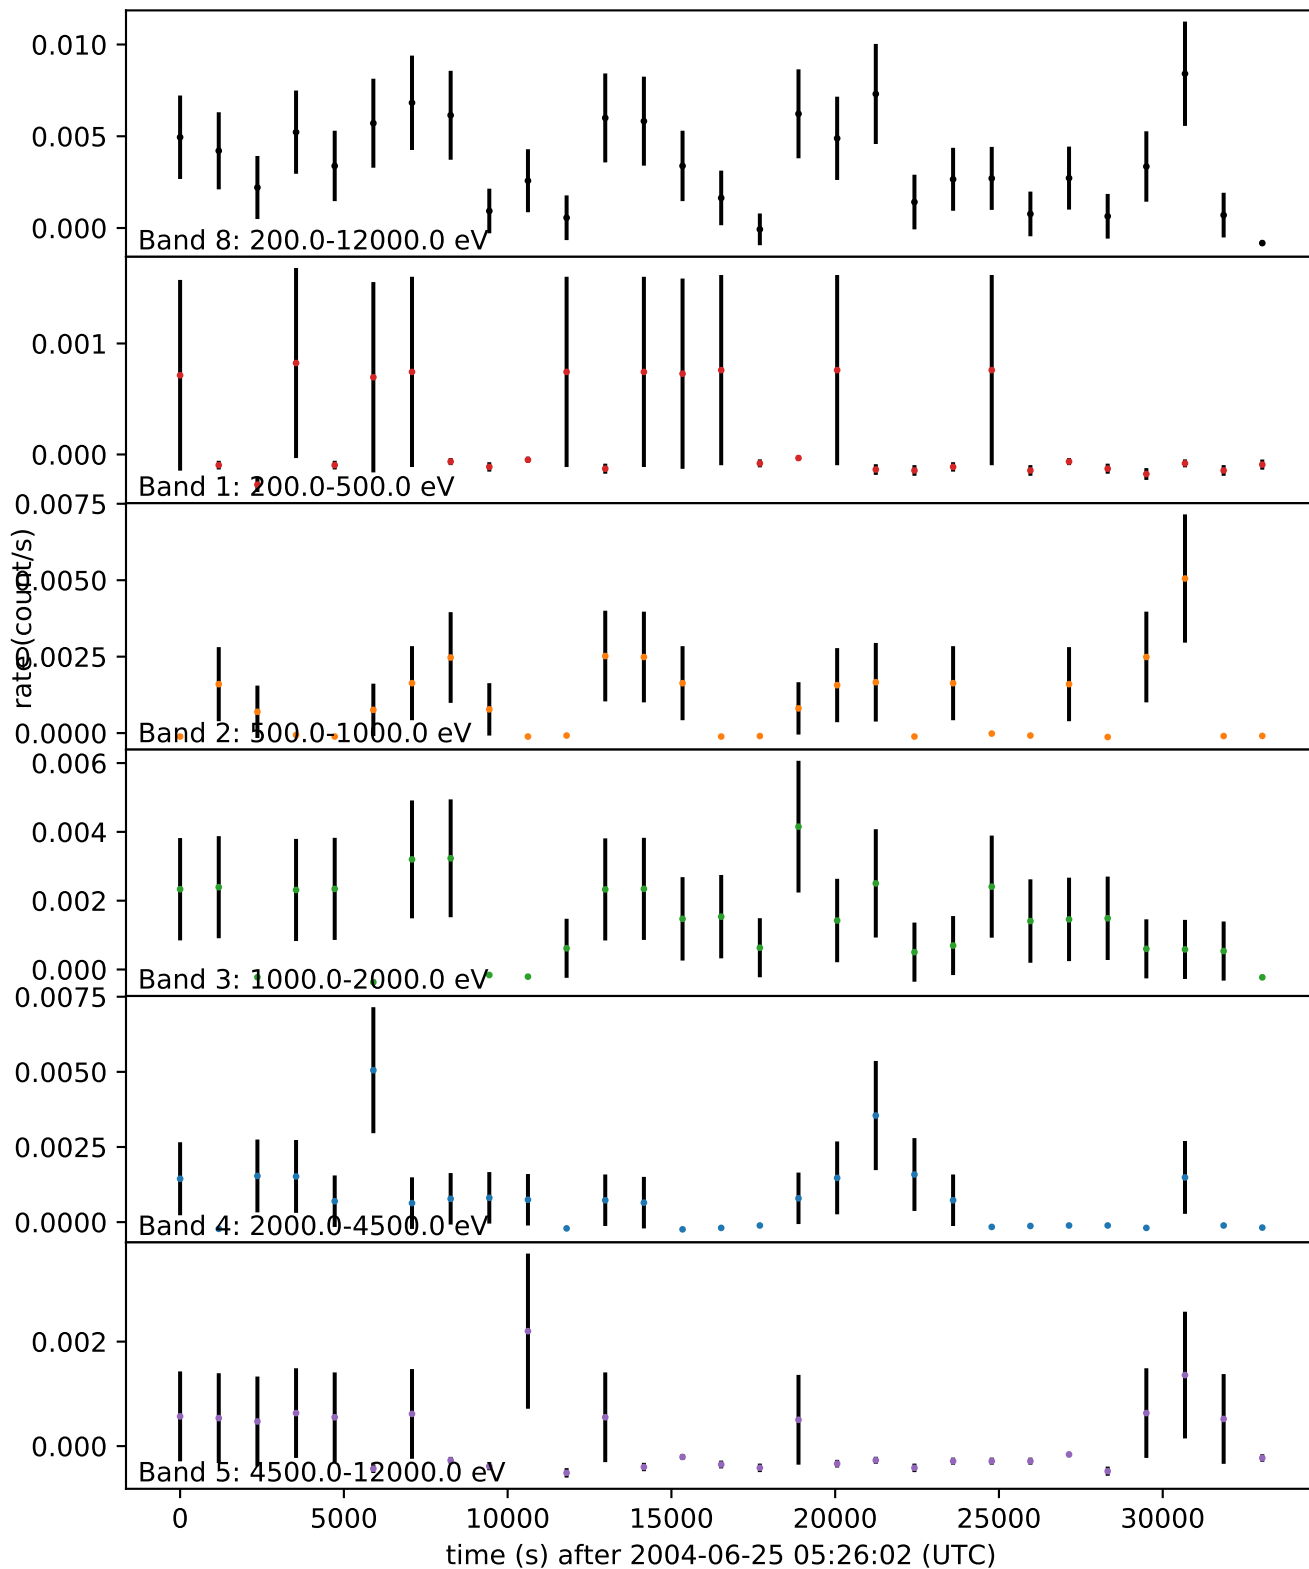 0.010
0.005
0.000
Band 8: 200.0-12000.0 eV
0.001
0.000
Band 1: 200.0-500.0 eV
rate (count/s)
0.0075
0.0050
0.0025
0.0000
Band 2: 500.0-1000.0 eV
0.006
0.004
0.002
0.000
Band 3: 1000.0-2000.0 eV
0.0075
0.0050
0.0025
0.0000
Band 4: 2000.0-4500.0 eV
0.002
0.000
Band 5: 4500.0-12000.0 eV
0 5000 10000 15000 20000 25000 30000
time (s) after 2004-06-25 05:26:02 (UTC)